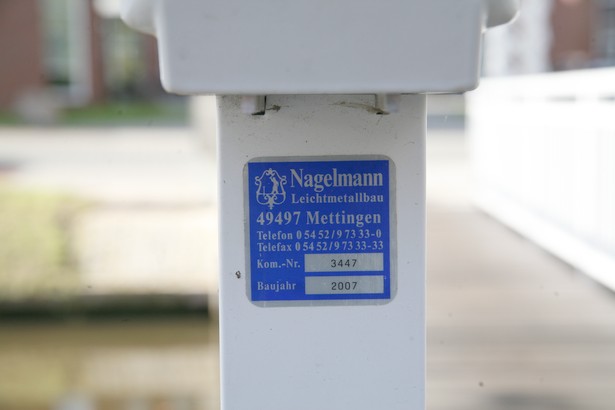 Nagelmann
Leichtmetallbau
49497 Mettingen
Telefon 0 54 52 / 9 73 33-0
Telefax 0 54 52 / 9 73 33-33
Kom.-Nr. 3447
Baujahr 2007